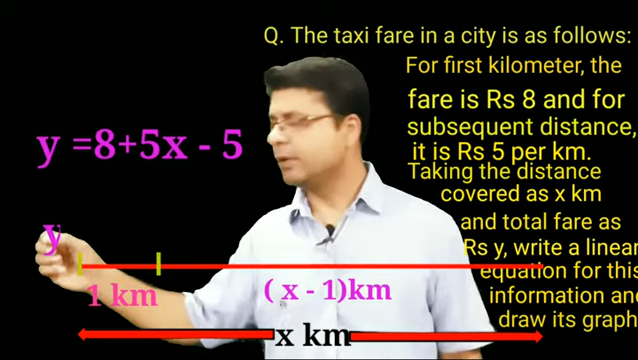 Q. The taxi fare in a city is as follows:
For first kilometer, the
fare is Rs 8 and for
subsequent distance,
it is Rs 5 per km.
Taking the distance
covered as x km
and total fare as
Rs y, write a linear
equation for this
information and
draw its graph
y =8+5x - 5
y
1 km
( x - 1)km
x km